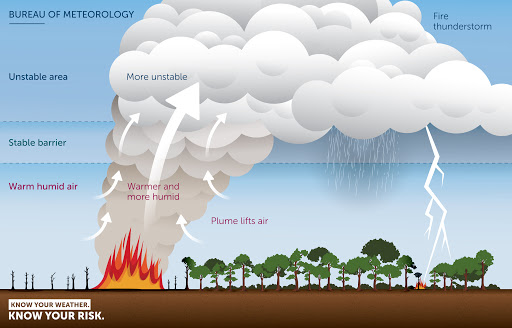 BUREAU OF METEOROLOGY
Fire
thunderstorm
Unstable area
More unstable
Stable barrier
Warm humid air
Warmer and
more humid
Plume lifts air
KNOW YOUR WEATHER.
KNOW YOUR RISK.